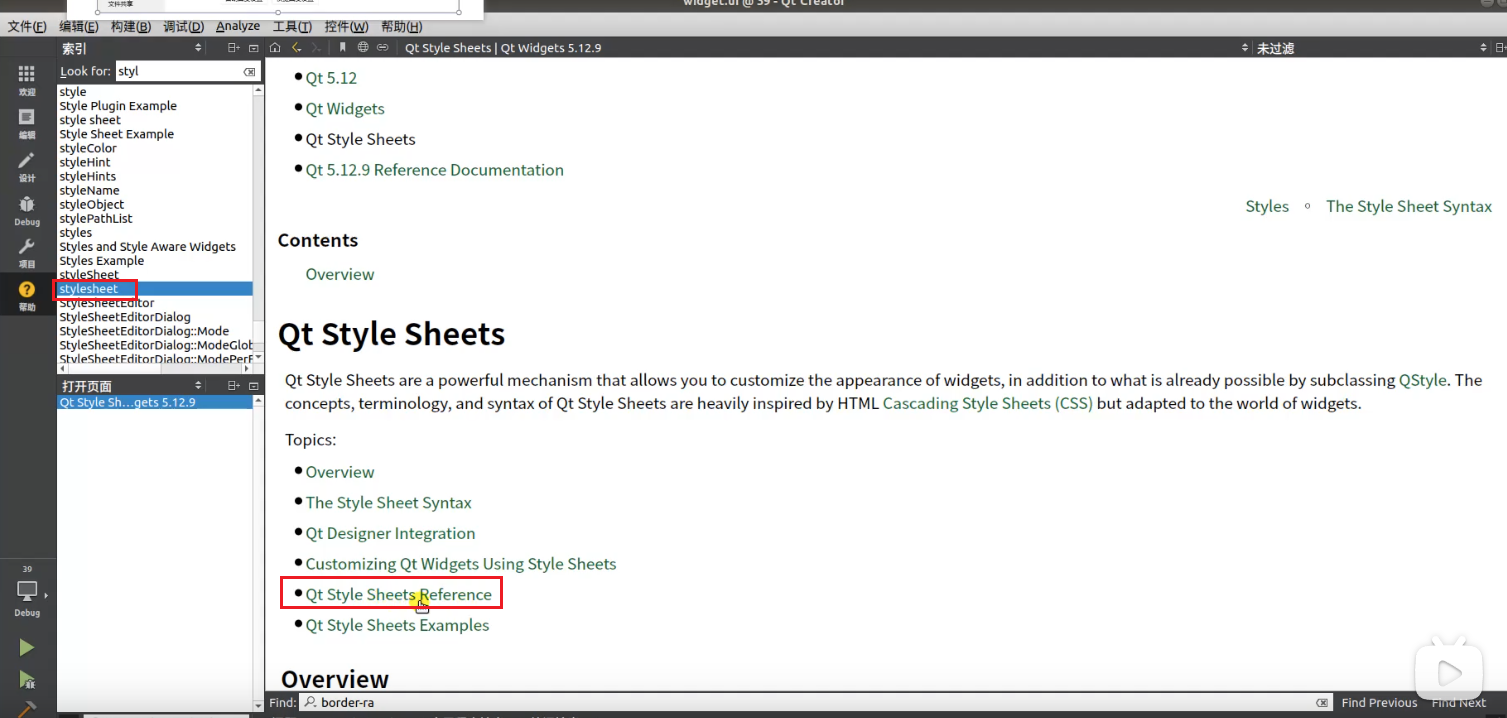 文件共享
widget.ui @ 39 - Qt Creator
文件(F) 编辑(E) 构建(B) 调试(D) Analyze 工具(T) 控件(W) 帮助(H)
索引
Qt Style Sheets | Qt Widgets 5.12.9
未过滤
Look for: styl
欢迎
编辑
设计
Debug
项目
帮助
style
Style Plugin Example
style sheet
Style Sheet Example
styleColor
styleHint
styleHints
styleName
styleObject
stylePathList
styles
Styles and Style Aware Widgets
Styles Example
styleSheet
stylesheet
StyleSheetEditor
StyleSheetEditorDialog
StyleSheetEditorDialog::Mode
StyleSheetEditorDialog::ModeGlob
StyleSheetEditorDialog::ModePerF
打开页面
Qt Style Sh...gets 5.12.9
39
Debug
Qt 5.12
Qt Widgets
Qt Style Sheets
Qt 5.12.9 Reference Documentation
Styles ◦ The Style Sheet Syntax
Contents
Overview
Qt Style Sheets
Qt Style Sheets are a powerful mechanism that allows you to customize the appearance of widgets, in addition to what is already possible by subclassing QStyle. The
concepts, terminology, and syntax of Qt Style Sheets are heavily inspired by HTML Cascading Style Sheets (CSS) but adapted to the world of widgets.
Topics:
Overview
The Style Sheet Syntax
Qt Designer Integration
Customizing Qt Widgets Using Style Sheets
Qt Style Sheets Reference
Qt Style Sheets Examples
Overview
Find: border-ra
Find Previous Find Next